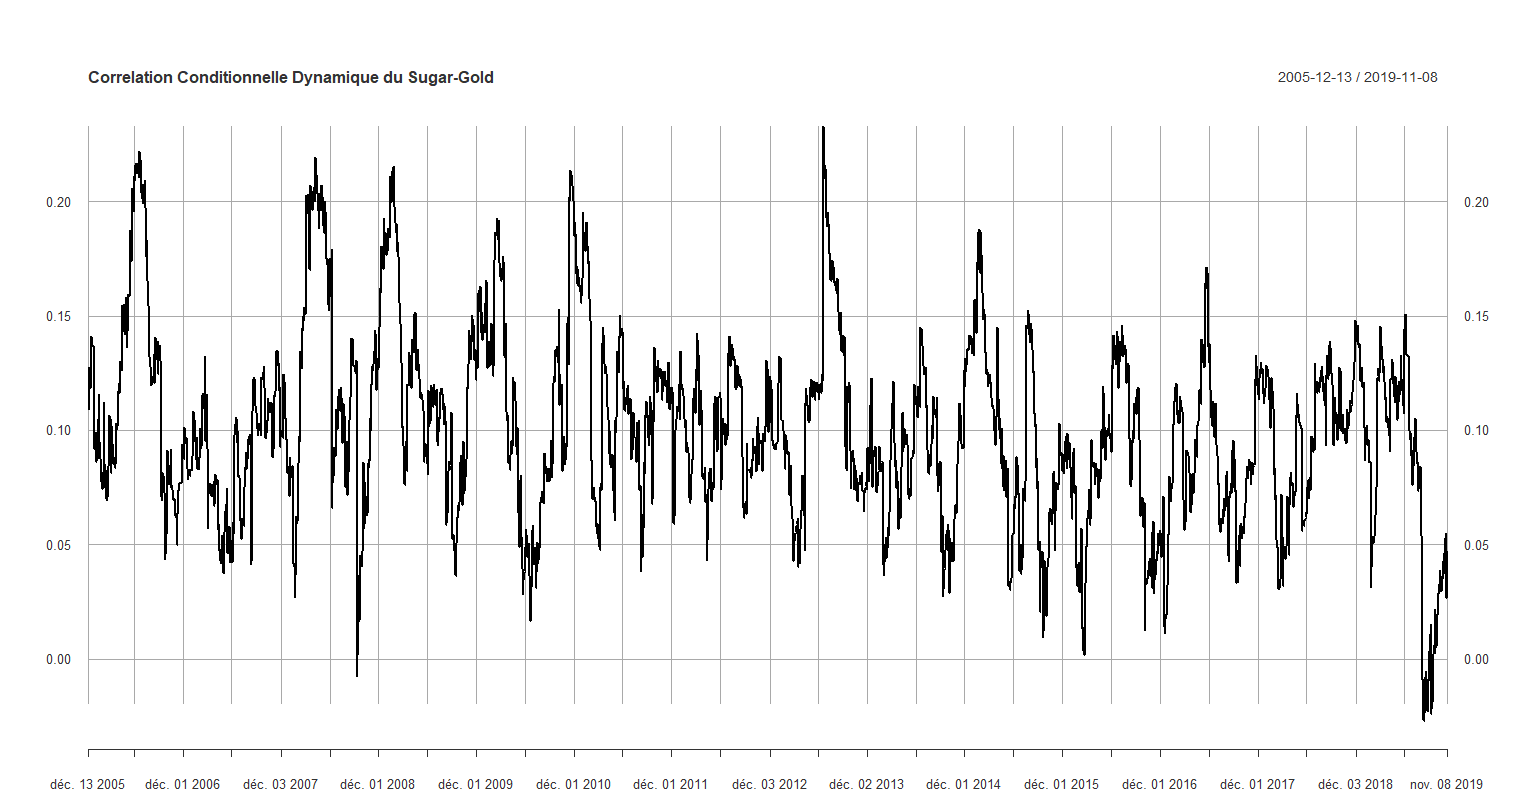 Correlation Conditionnelle Dynamique du Sugar-Gold
2005-12-13 / 2019-11-08
0.20 0.20
0.15 0.15
0.10 0.10
0.05 0.05
0.00 0.00
déc. 13 2005 déc. 01 2006 déc. 03 2007 déc. 01 2008 déc. 01 2009 déc. 01 2010 déc. 01 2011 déc. 03 2012 déc. 02 2013 déc. 01 2014 déc. 01 2015 déc. 01 2016 déc. 01 2017 déc. 03 2018 nov. 08 2019